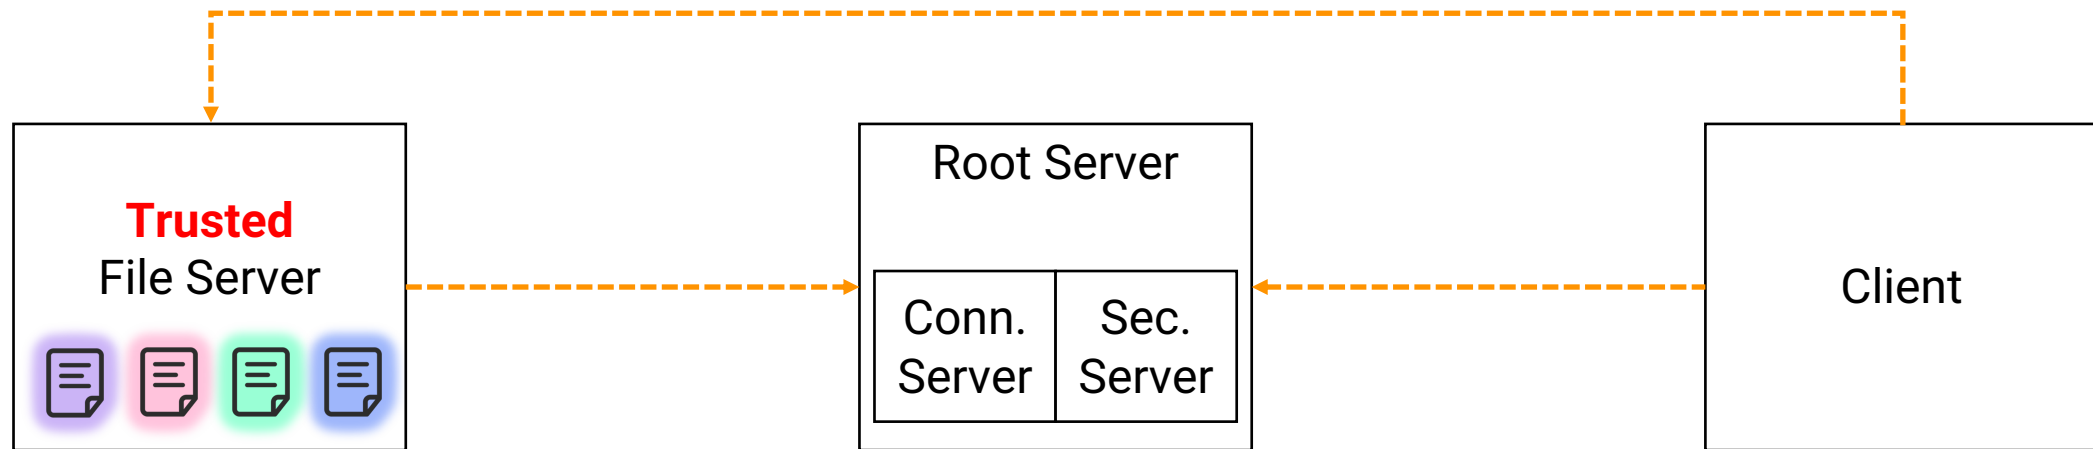 Trusted
File Server
Root Server
Conn.
Server
Sec.
Server
Client